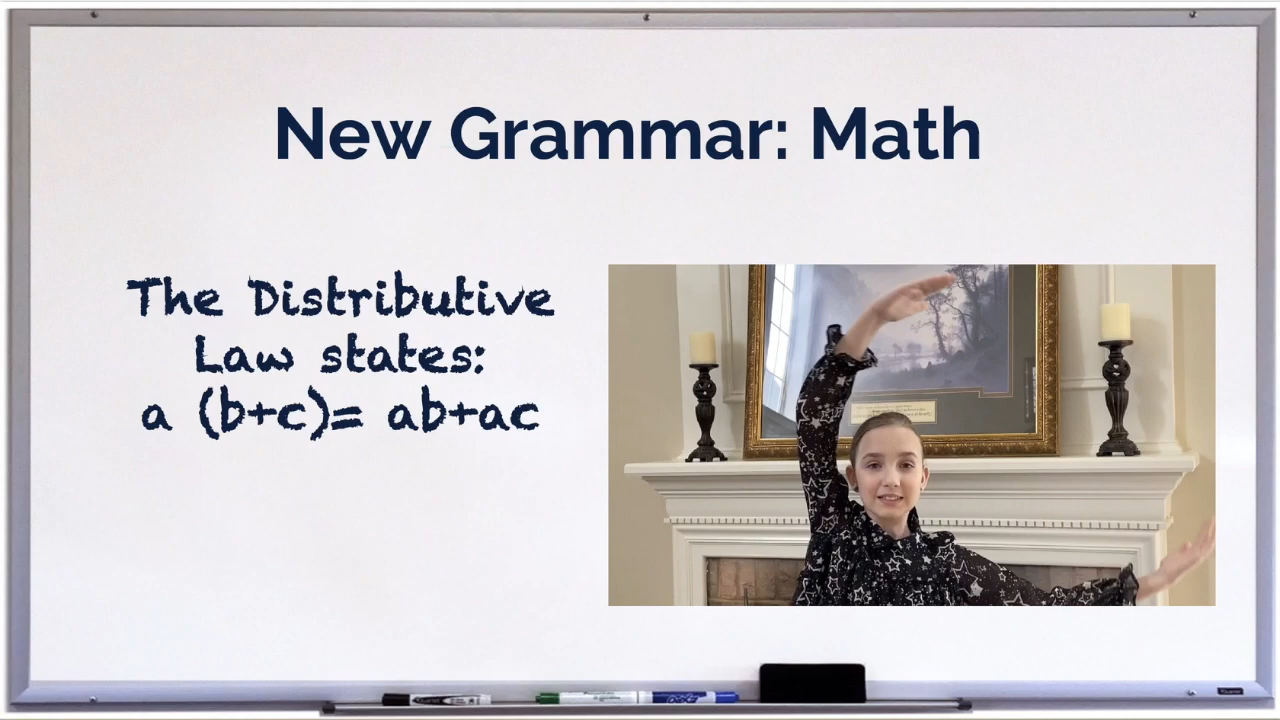 New Grammar: Math
The Distributive
Law states:
a (b+c)= ab+ac